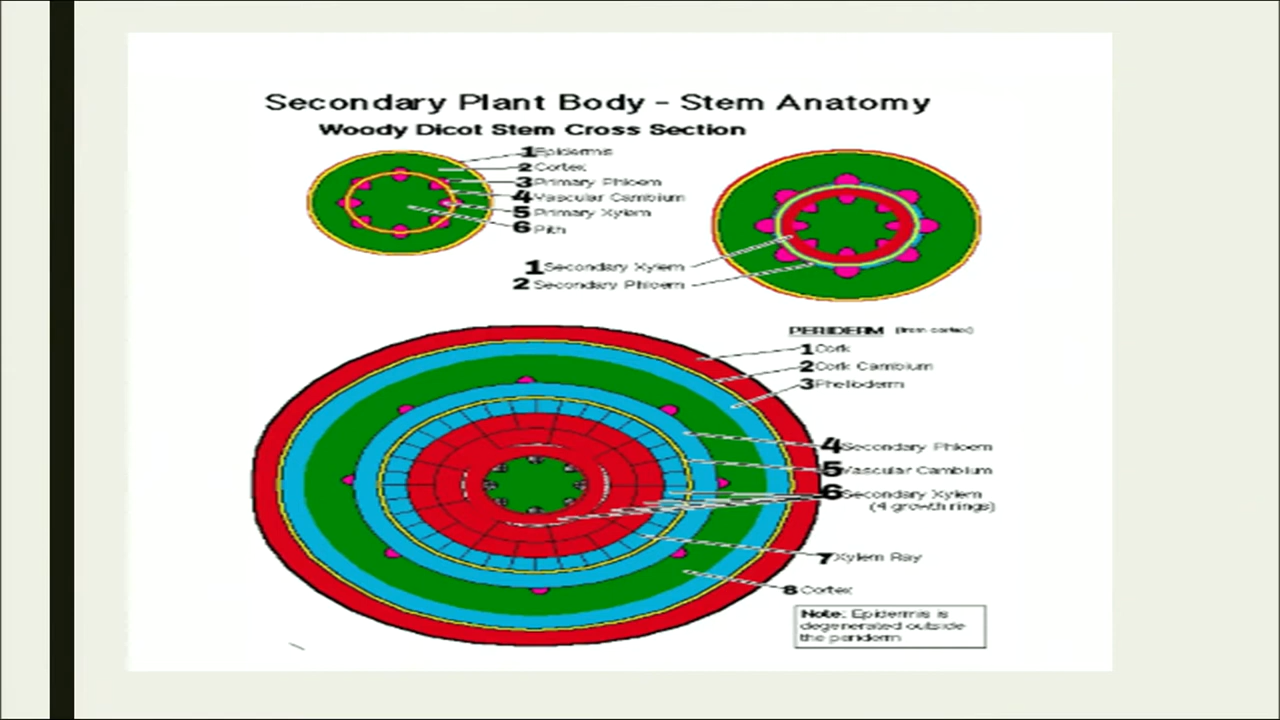 Secondary Plant Body - Stem Anatomy
Woody Dicot Stem Cross Section
1 Epidermis
2 Cortex
3 Primary Phloem
4 Vascular Cambium
5 Primary Xylem
6 Pith
1 Secondary Xylem
2 Secondary Phloem
PERIDERM (from cortex)
1 Cork
2 Cork Cambium
3 Phelloderm
4 Secondary Phloem
5 Vascular Cambium
6 Secondary Xylem
(4 growth rings)
7 Xylem Ray
8 Cortex
Note: Epidermis is
degenerated outside
the periderm